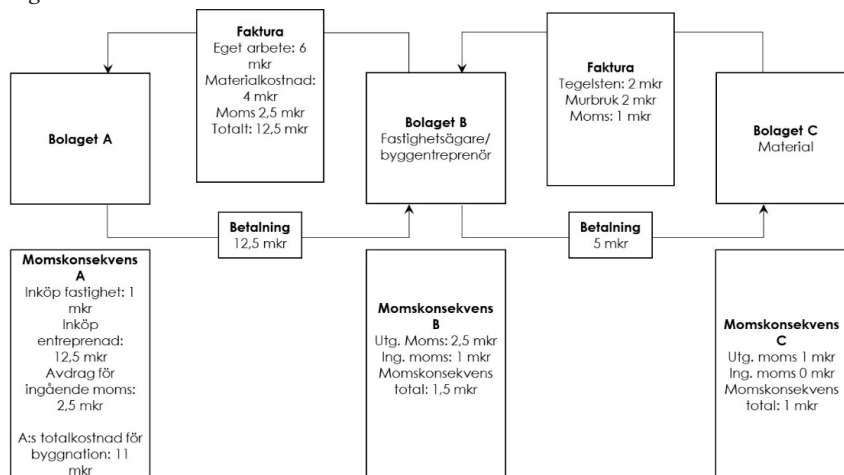 Faktura
Eget arbete: 6
mkr
Materialkostnad:
4 mkr
Moms 2,5 mkr
Totalt: 12,5 mkr
Faktura
Tegelsten: 2 mkr
Murbruk 2 mkr
Moms: 1 mkr
Bolaget A
Bolaget B
Fastighetsägare/
byggentreprenör
Bolaget C
Material
Betalning
12,5 mkr
Betalning
5 mkr
Momskonsekvens
A
Inköp fastighet: 1
mkr
Inköp
entreprenad:
12,5 mkr
Avdrag för
ingående moms:
2,5 mkr
A:s totalkostnad för
byggnation: 11
mkr
Momskonsekvens
B
Utg. Moms: 2,5 mkr
Ing. moms: 1 mkr
Momskonsekvens
total: 1,5 mkr
Momskonsekvens
C
Utg. moms 1 mkr
Ing. moms 0 mkr
Momskonsekvens
total: 1 mkr